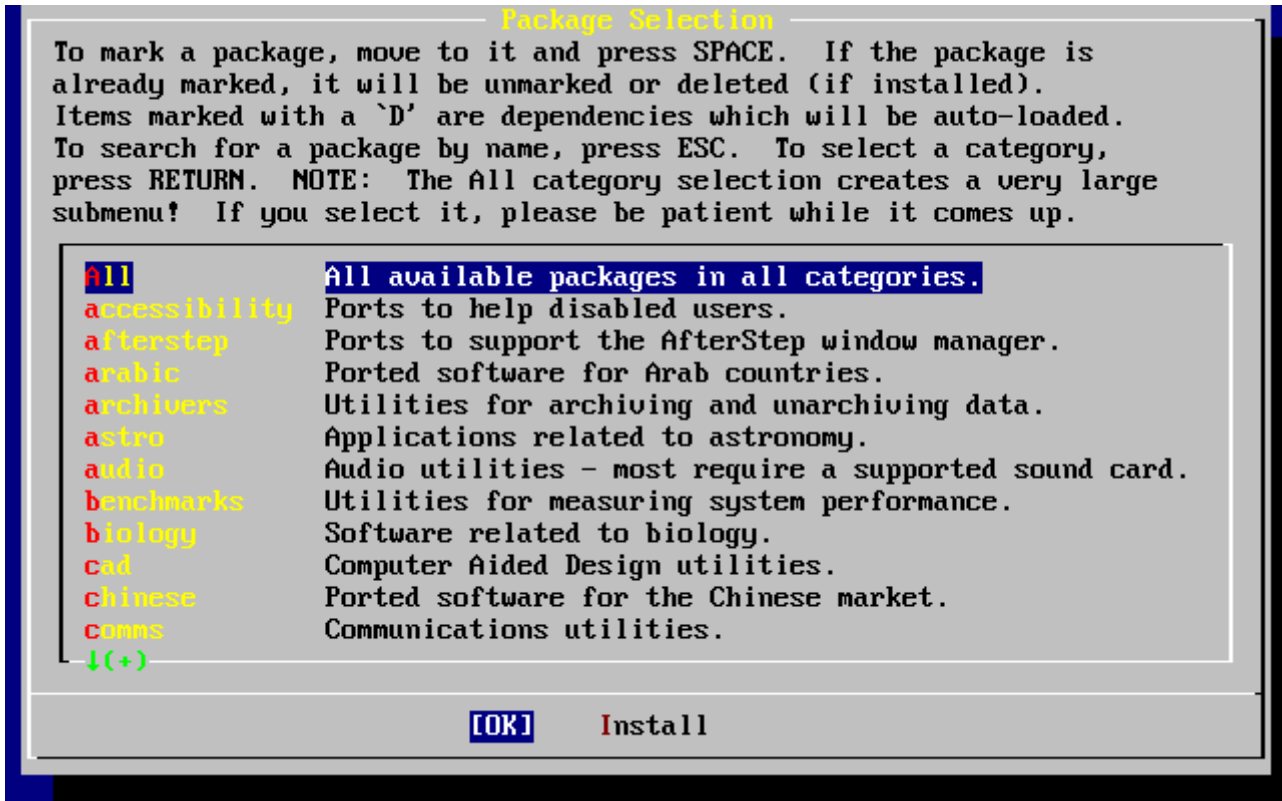 Package Selection
To mark a package, move to it and press SPACE.  If the package is
already marked, it will be unmarked or deleted (if installed).
Items marked with a `D' are dependencies which will be auto-loaded.
To search for a package by name, press ESC.  To select a category,
press RETURN.  NOTE:  The All category selection creates a very large
submenu!  If you select it, please be patient while it comes up.
All All available packages in all categories.
accessibility Ports to help disabled users.
afterstep Ports to support the AfterStep window manager.
arabic Ported software for Arab countries.
archivers Utilities for archiving and unarchiving data.
astro Applications related to astronomy.
audio Audio utilities - most require a supported sound card.
benchmarks Utilities for measuring system performance.
biology Software related to biology.
cad Computer Aided Design utilities.
chinese Ported software for the Chinese market.
comms Communications utilities.
↓(+)
[OK] Install